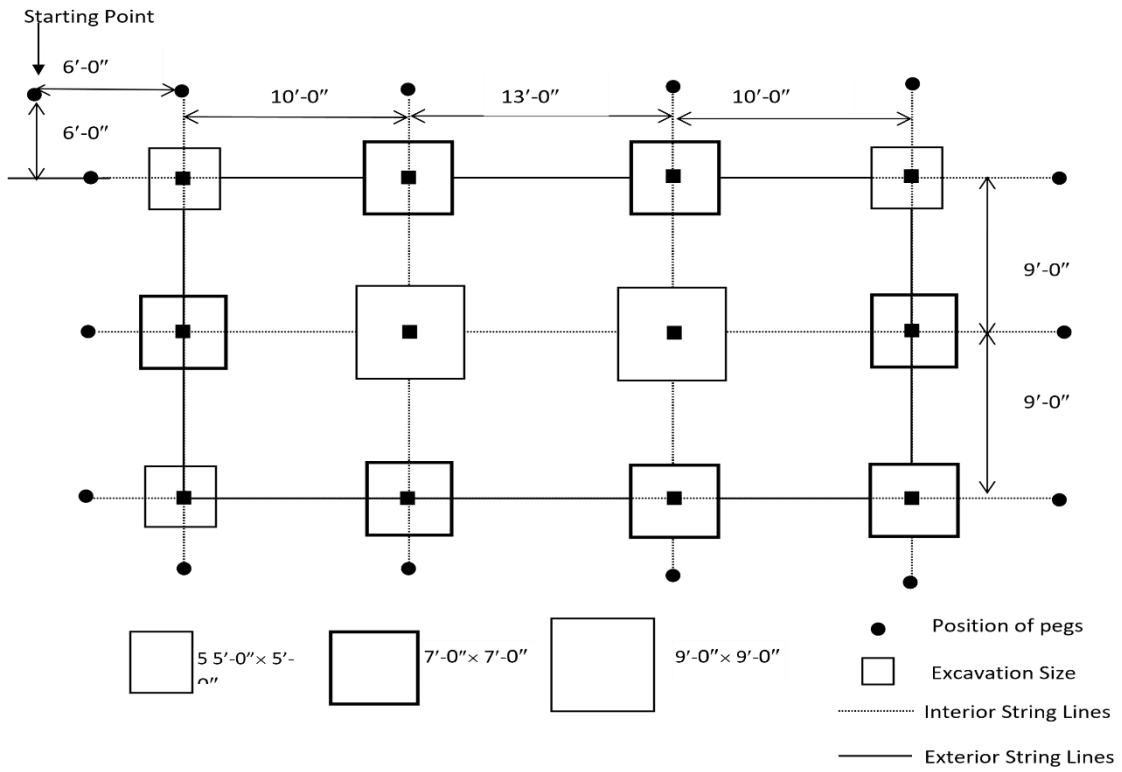 Starting Point
6’-0”
10’-0”
13’-0”
10’-0”
6’-0”
9’-0”
9’-0”
5 5’-0”× 5’-
7’-0”× 7’-0”
9’-0”× 9’-0”
Position of pegs
Excavation Size
Interior String Lines
Exterior String Lines